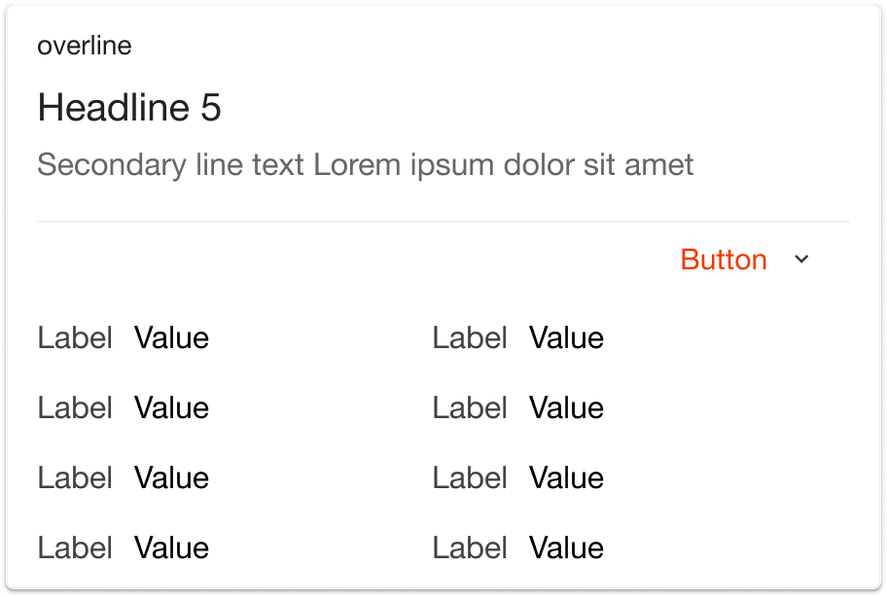 overline
Headline 5
Secondary line text Lorem ipsum dolor sit amet
Button
Label Value Label Value
Label Value Label Value
Label Value Label Value
Label Value Label Value